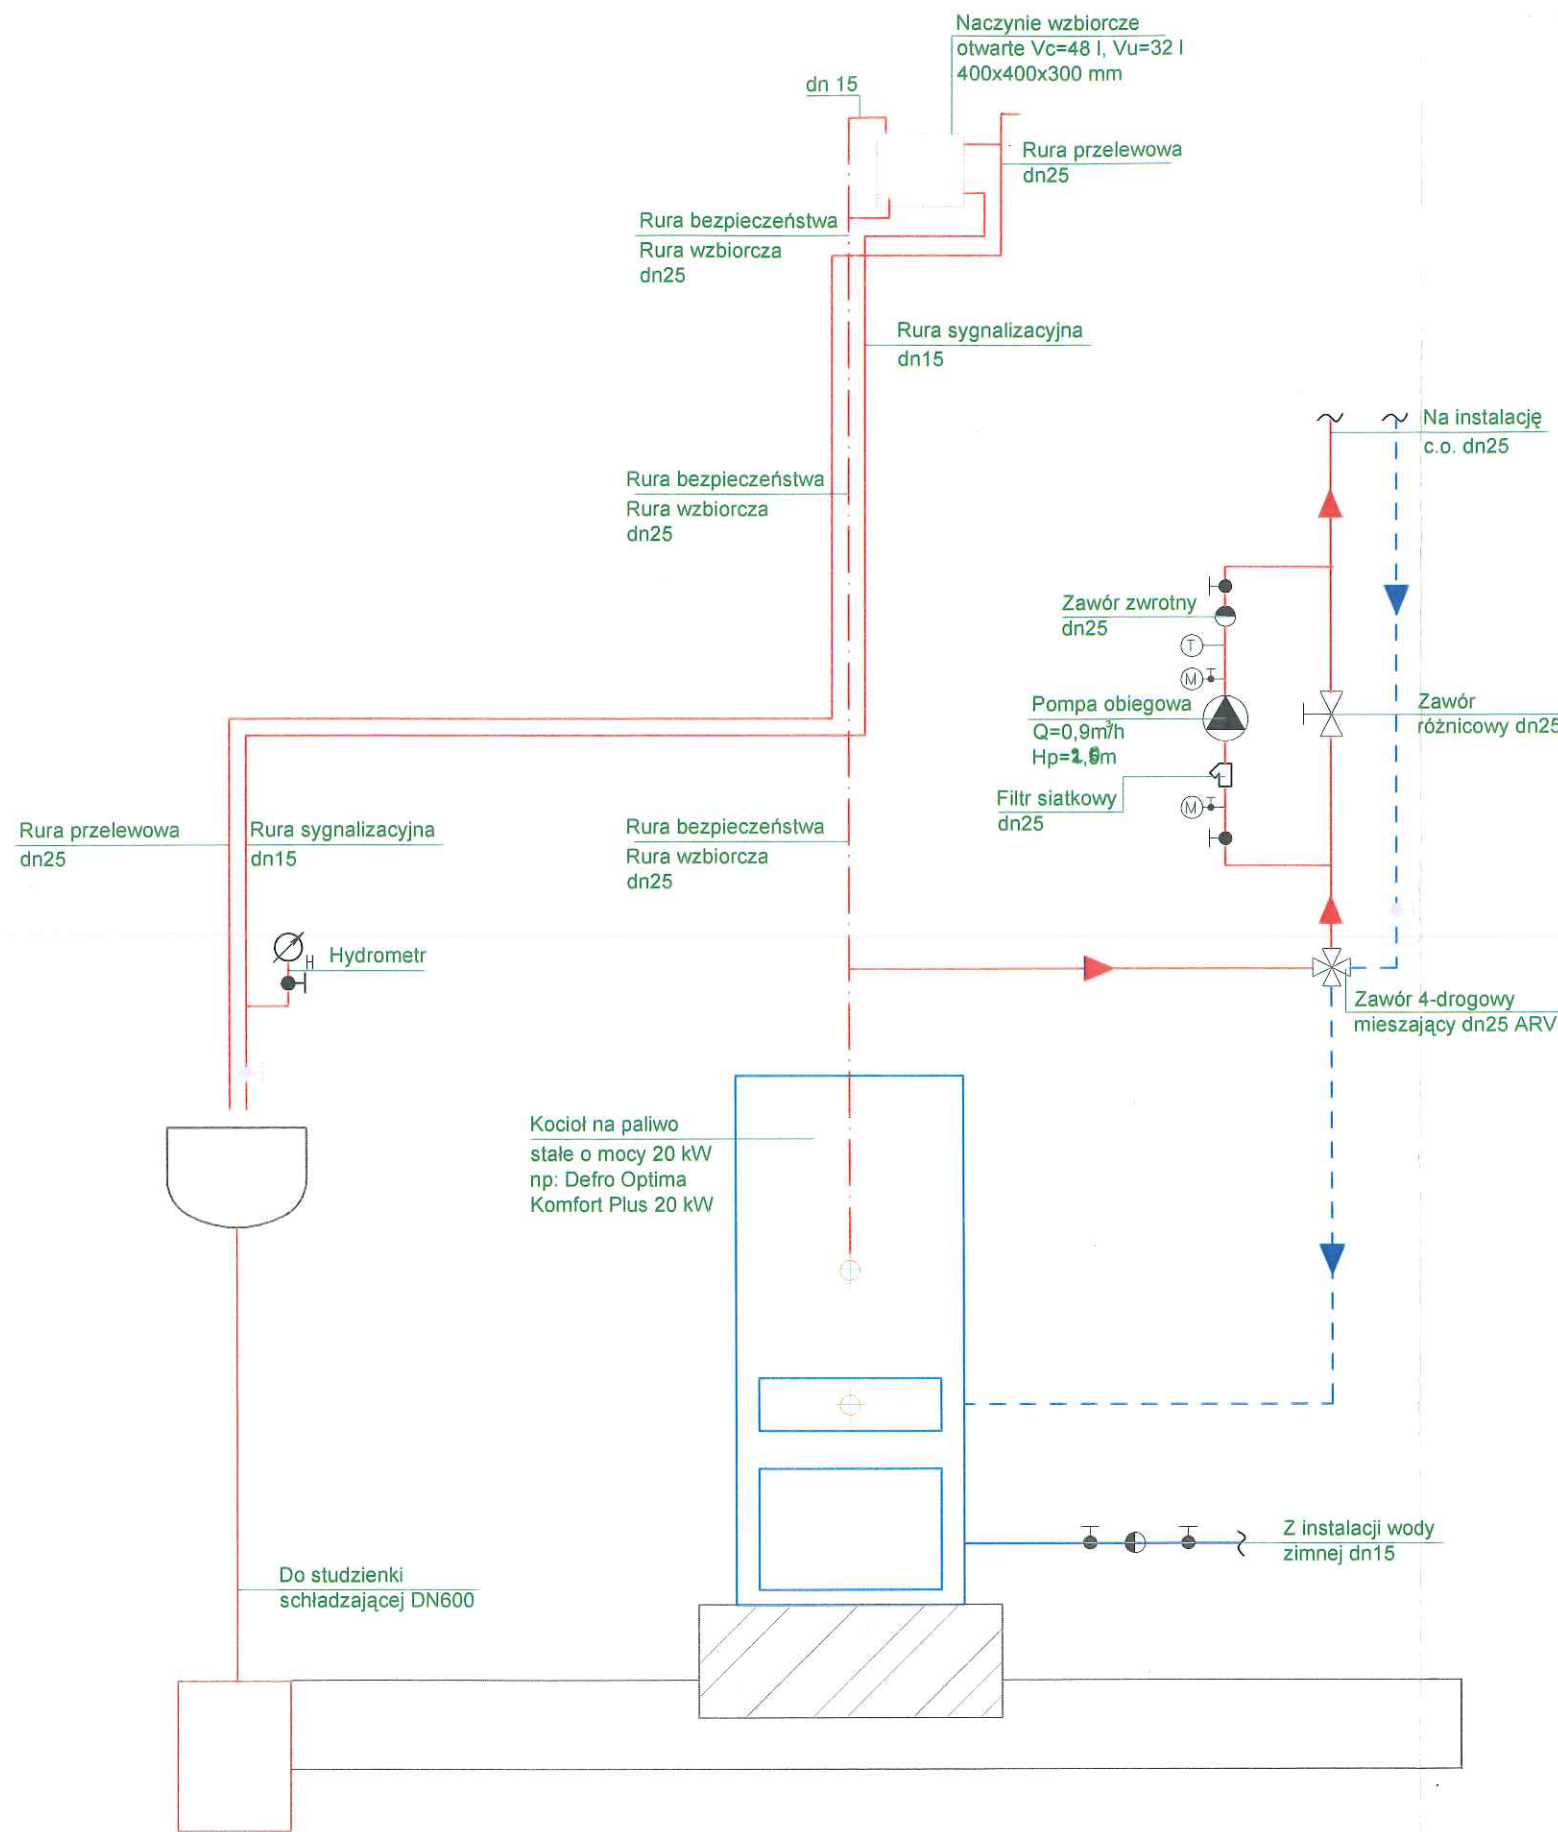 Naczynie wzbiorcze
otwarte Vc=48 l, Vu=32 l
400x400x300 mm
dn 15
Rura przelewowa
dn25
Rura bezpieczeństwa
Rura wzbiorcza
dn25
Rura sygnalizacyjna
dn15
Na instalację
c.o. dn25
Rura bezpieczeństwa
Rura wzbiorcza
dn25
Zawór zwrotny
dn25
T
M
Pompa obiegowa
Q=0,9m³/h
Zawór
różnicowy dn25
Filtr siatkowy
dn25
M
Rura przelewowa
dn25
Rura sygnalizacyjna
dn15
Rura bezpieczeństwa
Rura wzbiorcza
dn25
H
Hydrometr
Zawór 4-drogowy
mieszający dn25 ARV
Kocioł na paliwo
stałe o mocy 20 kW
np: Defro Optima
Komfort Plus 20 kW
Z instalacji wody
zimnej dn15
Do studzienki
schładzającej DN600